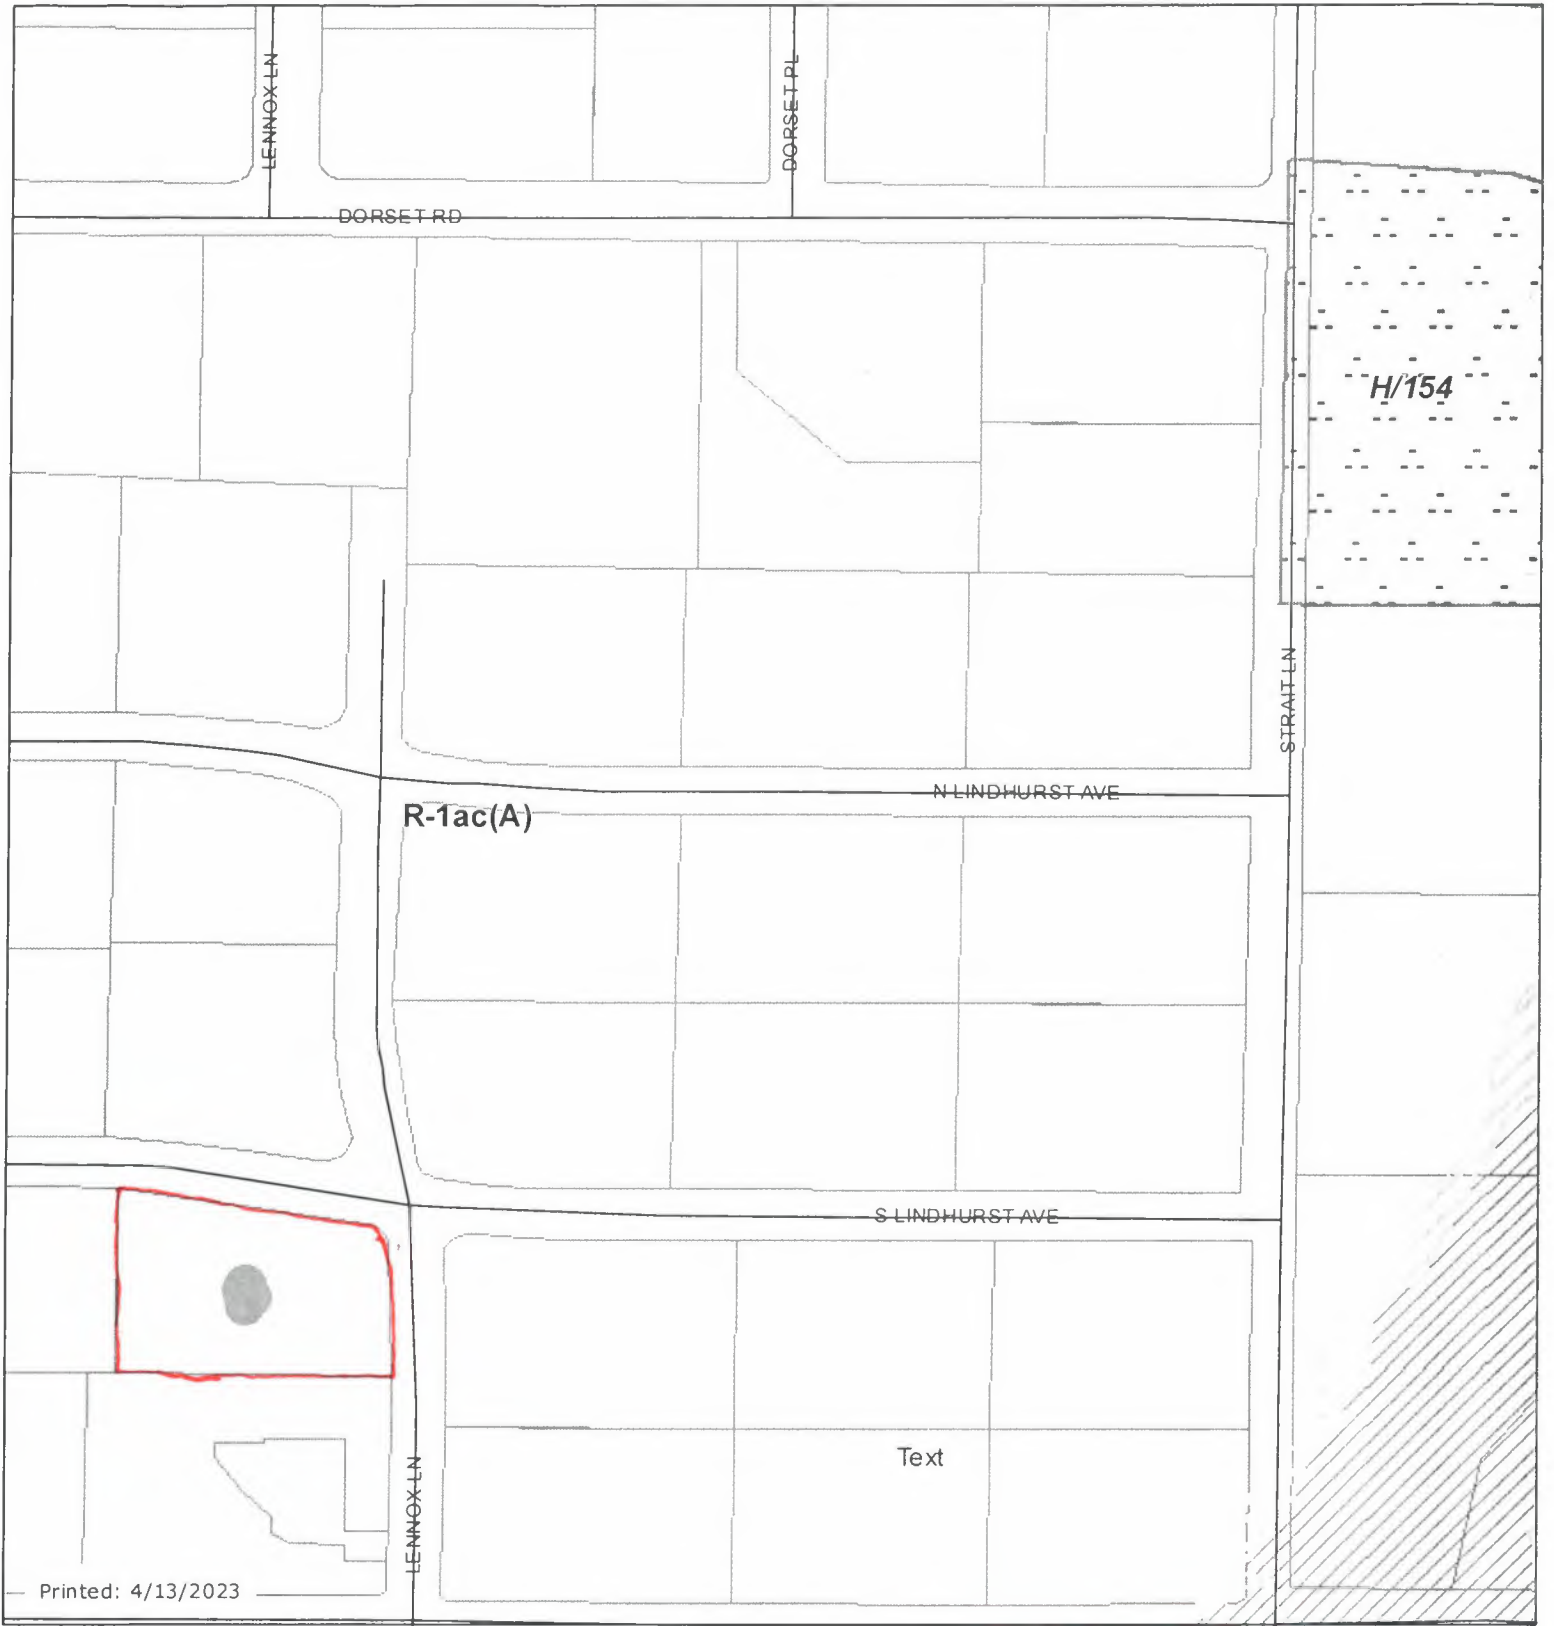 LENNOX LN
DORSET PL
DORSET RD
H/154
STRAIT LN
N LINDHURST AVE
R-1ac(A)
S LINDHURST AVE
Text
LENNOX LN
Printed: 4/13/2023